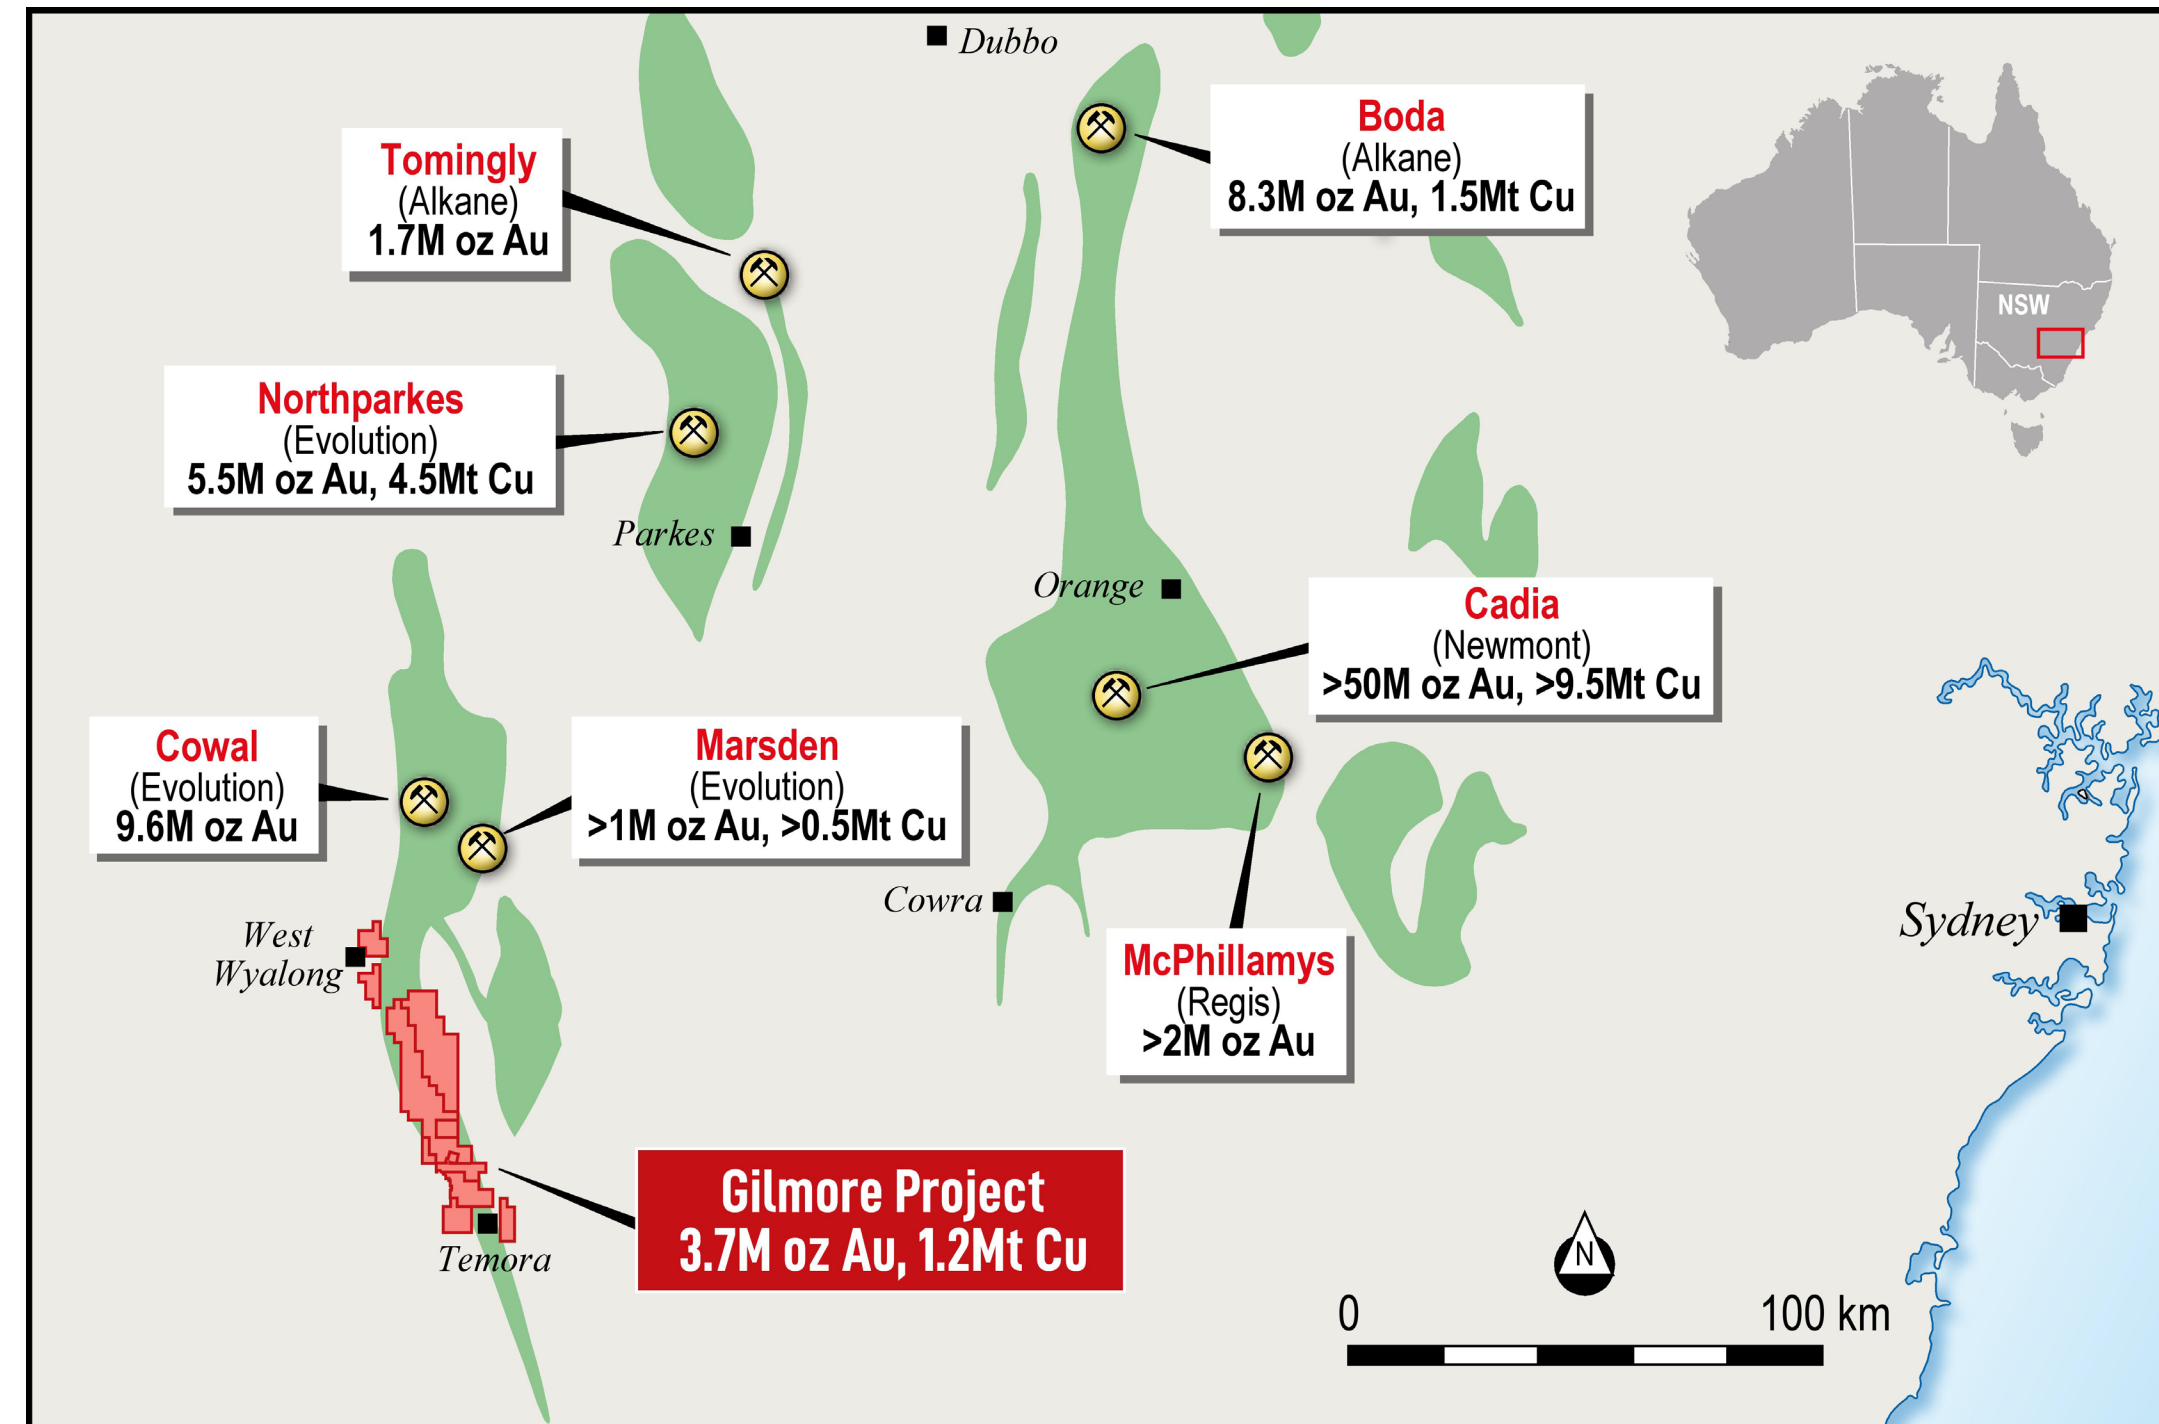 Dubbo
Boda
(Alkane)
8.3M oz Au, 1.5Mt Cu
Tomingly
(Alkane)
1.7M oz Au
NSW
Northparkes
(Evolution)
5.5M oz Au, 4.5Mt Cu
Parkes
Orange
Cadia
(Newmont)
>50M oz Au, >9.5Mt Cu
Cowal
(Evolution)
9.6M oz Au
Marsden
(Evolution)
>1M oz Au, >0.5Mt Cu
Cowra
Sydney
West
Wyalong
McPhillamys
(Regis)
>2M oz Au
Gilmore Project
3.7M oz Au, 1.2Mt Cu
Temora
N
0 100 km